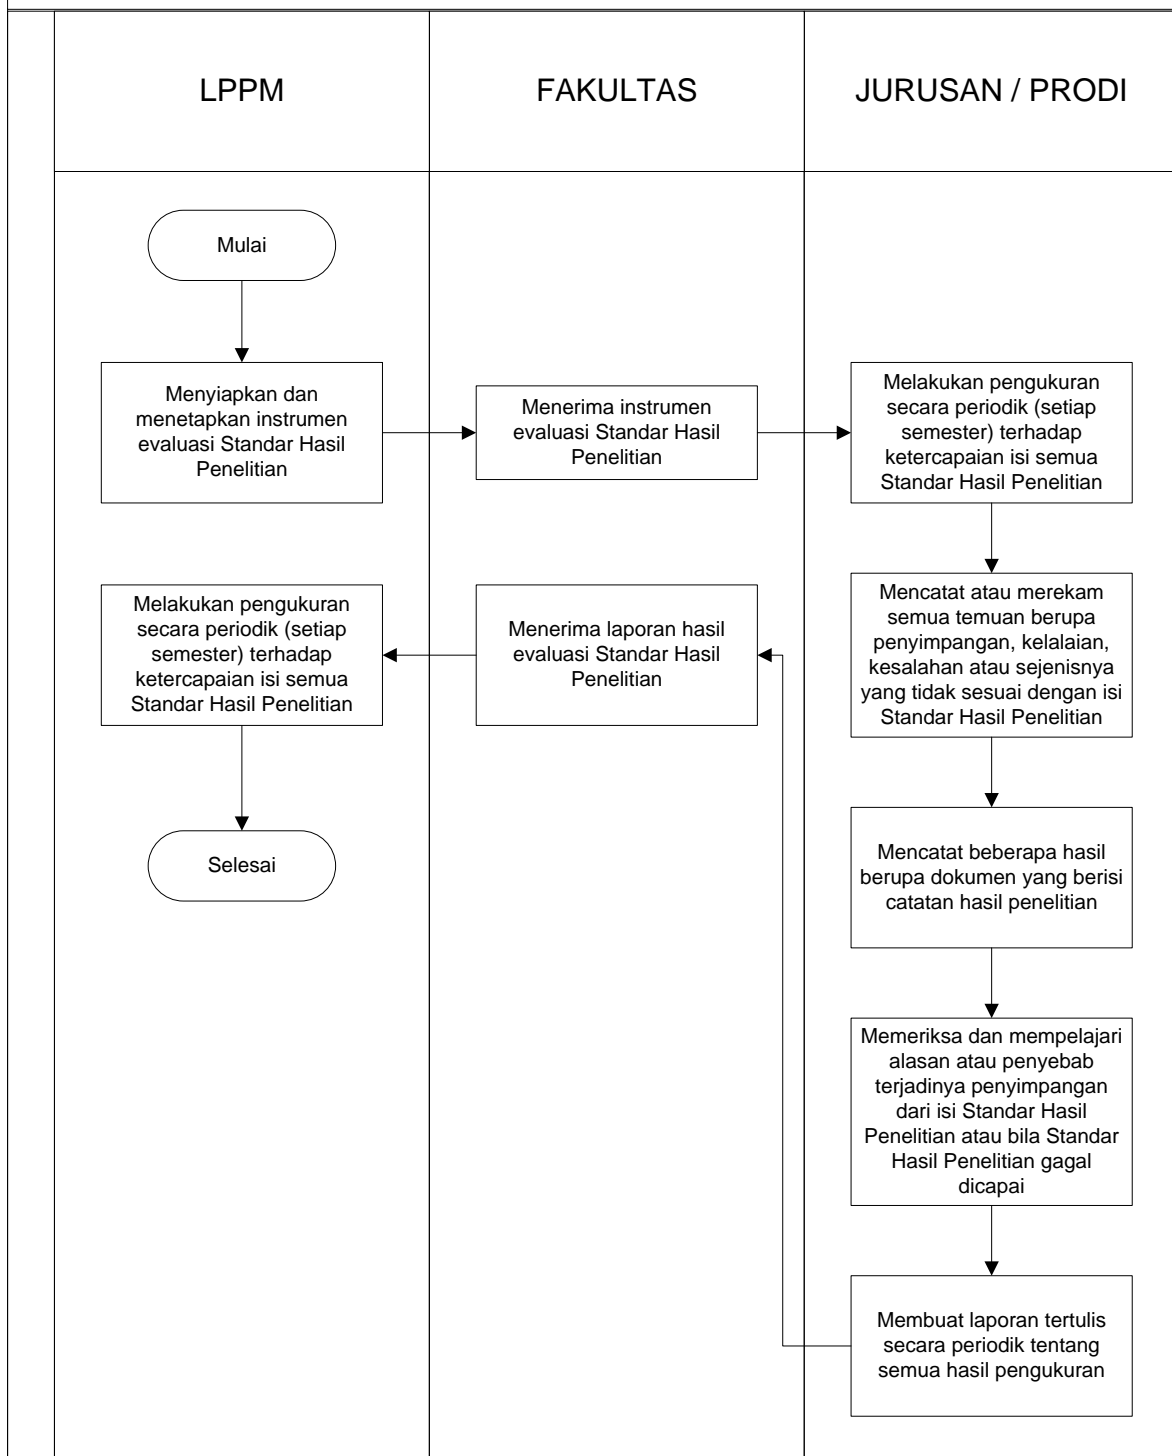 LPPM
FAKULTAS
JURUSAN / PRODI
Mulai
Menyiapkan dan
menetapkan instrumen
evaluasi Standar Hasil
Penelitian
Menerima instrumen
evaluasi Standar Hasil
Penelitian
Melakukan pengukuran
secara periodik (setiap
semester) terhadap
ketercapaian isi semua
Standar Hasil Penelitian
Mencatat atau merekam
semua temuan berupa
penyimpangan, kelalaian,
kesalahan atau sejenisnya
yang tidak sesuai dengan isi
Standar Hasil Penelitian
Mencatat beberapa hasil
berupa dokumen yang berisi
catatan hasil penelitian
Memeriksa dan mempelajari
alasan atau penyebab
terjadinya penyimpangan
dari isi Standar Hasil
Penelitian atau bila Standar
Hasil Penelitian gagal
dicapai
Membuat laporan tertulis
secara periodik tentang
semua hasil pengukuran
Menerima laporan hasil
evaluasi Standar Hasil
Penelitian
Melakukan pengukuran
secara periodik (setiap
semester) terhadap
ketercapaian isi semua
Standar Hasil Penelitian
Selesai